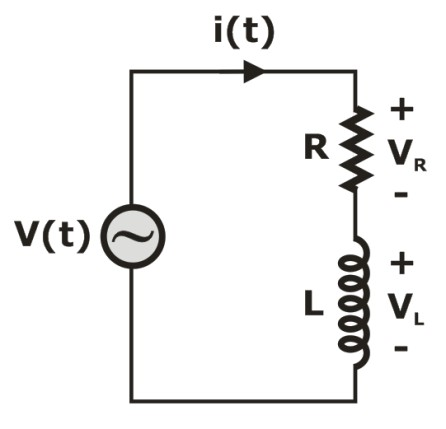 i(t)
+
R
V_R
-
V(t)
+
L
V_L
-